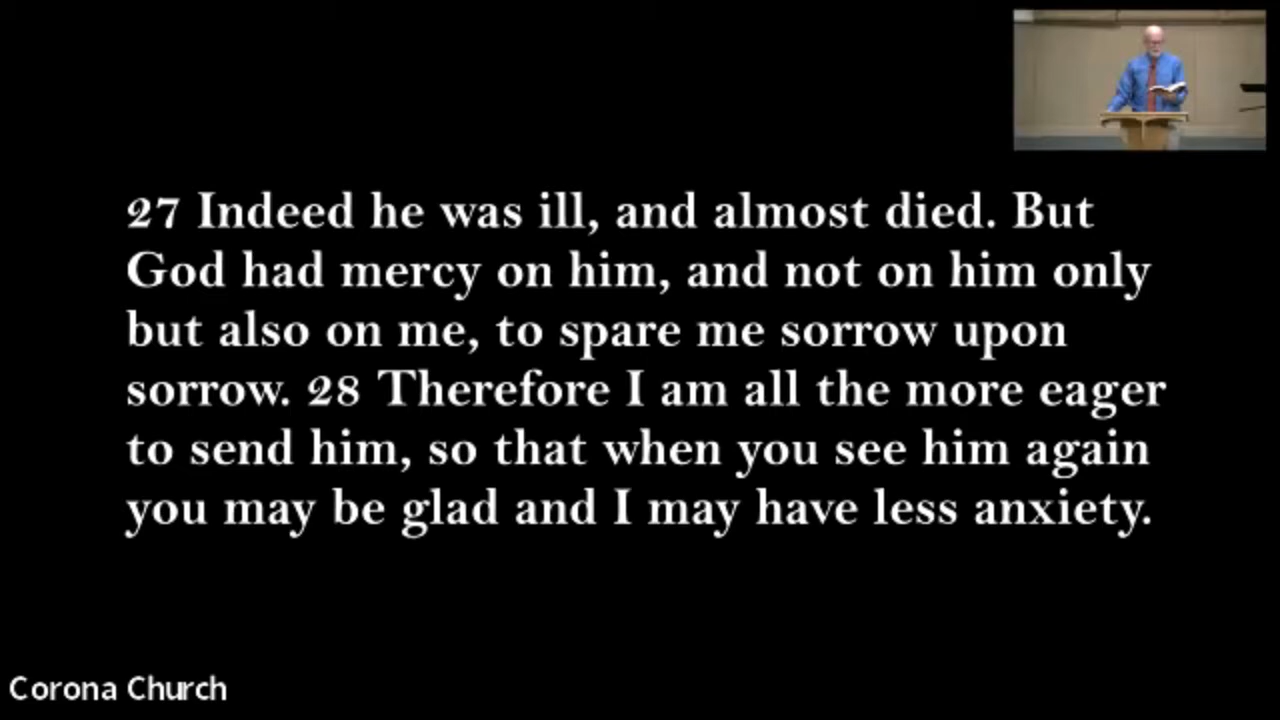 27 Indeed he was ill, and almost died. But
God had mercy on him, and not on him only
but also on me, to spare me sorrow upon
sorrow. 28 Therefore I am all the more eager
to send him, so that when you see him again
you may be glad and I may have less anxiety.
Corona Church